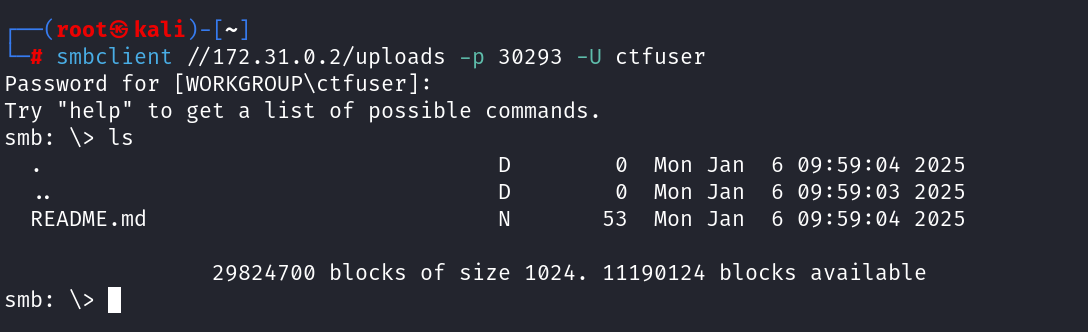 ┌──(root㉿kali)-[~]
└─# smbclient //172.31.0.2/uploads -p 30293 -U ctfuser
Password for [WORKGROUP\ctfuser]:
Try "help" to get a list of possible commands.
smb: \> ls
  .                                   D        0  Mon Jan  6 09:59:04 2025
  ..                                  D        0  Mon Jan  6 09:59:03 2025
  README.md                           N       53  Mon Jan  6 09:59:04 2025
                29824700 blocks of size 1024. 11190124 blocks available
smb: \>